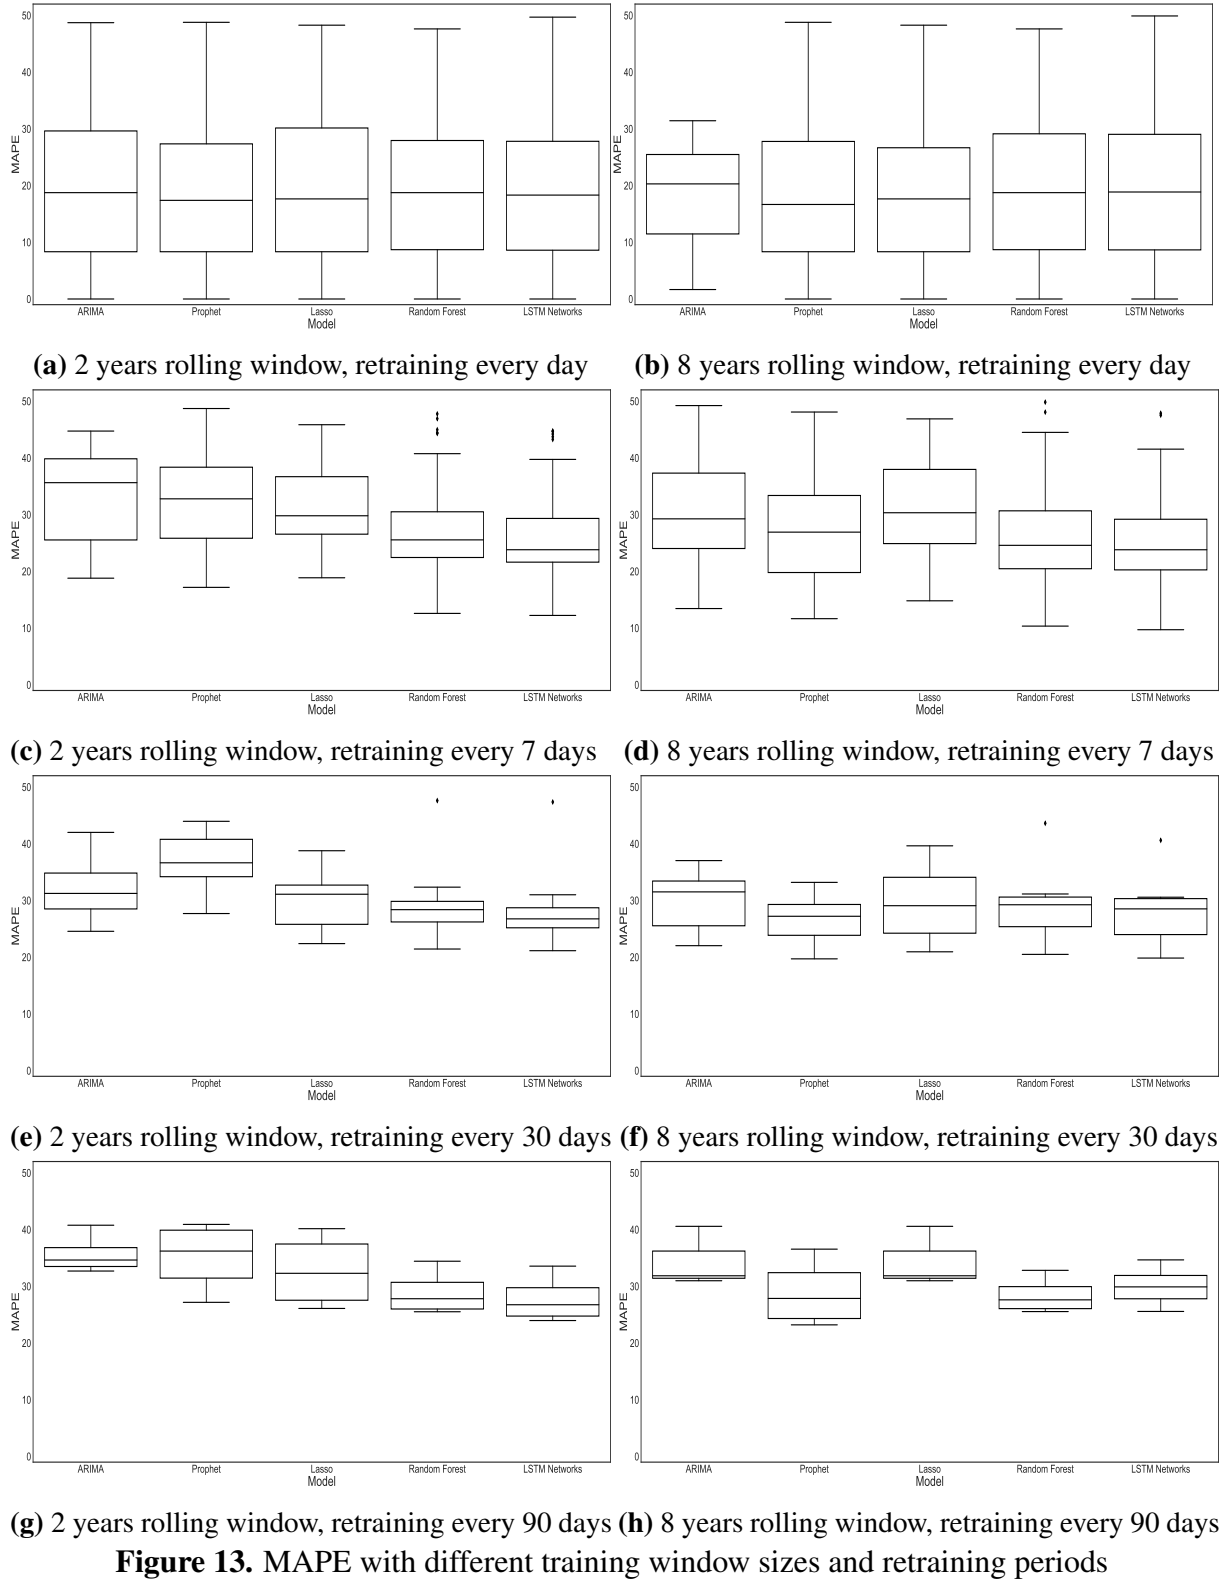 50
40
30
20
10
0
MAPE
ARIMA Prophet Lasso Random Forest LSTM Networks
Model
50
40
30
20
10
0
MAPE
ARIMA Prophet Lasso Random Forest LSTM Networks
Model
(a) 2 years rolling window, retraining every day
(b) 8 years rolling window, retraining every day
50
40
30
20
10
0
MAPE
ARIMA Prophet Lasso Random Forest LSTM Networks
Model
50
40
30
20
10
0
MAPE
ARIMA Prophet Lasso Random Forest LSTM Networks
Model
(c) 2 years rolling window, retraining every 7 days
(d) 8 years rolling window, retraining every 7 days
50
40
30
20
10
0
MAPE
ARIMA Prophet Lasso Random Forest LSTM Networks
Model
50
40
30
20
10
0
MAPE
ARIMA Prophet Lasso Random Forest LSTM Networks
Model
(e) 2 years rolling window, retraining every 30 days
(f) 8 years rolling window, retraining every 30 days
50
40
30
20
10
0
MAPE
ARIMA Prophet Lasso Random Forest LSTM Networks
Model
50
40
30
20
10
0
MAPE
ARIMA Prophet Lasso Random Forest LSTM Networks
Model
(g) 2 years rolling window, retraining every 90 days
(h) 8 years rolling window, retraining every 90 days
Figure 13. MAPE with different training window sizes and retraining periods